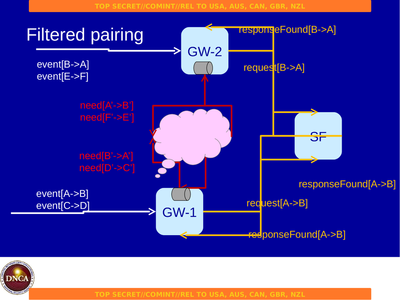 TOP SECRET//COMINT//REL TO USA, AUS, CAN, GBR, NZL
Filtered pairing
responseFound[B->A]
GW-2
event[B->A]
event[E->F]
request[B->A]
need[A'->B']
need[F'->E']
SF
need[B'->A']
need[D'->C']
responseFound[A->B]
event[A->B]
event[C->D]
GW-1
request[A->B]
responseFound[A->B]
DNCA
TOP SECRET//COMINT//REL TO USA, AUS, CAN, GBR, NZL